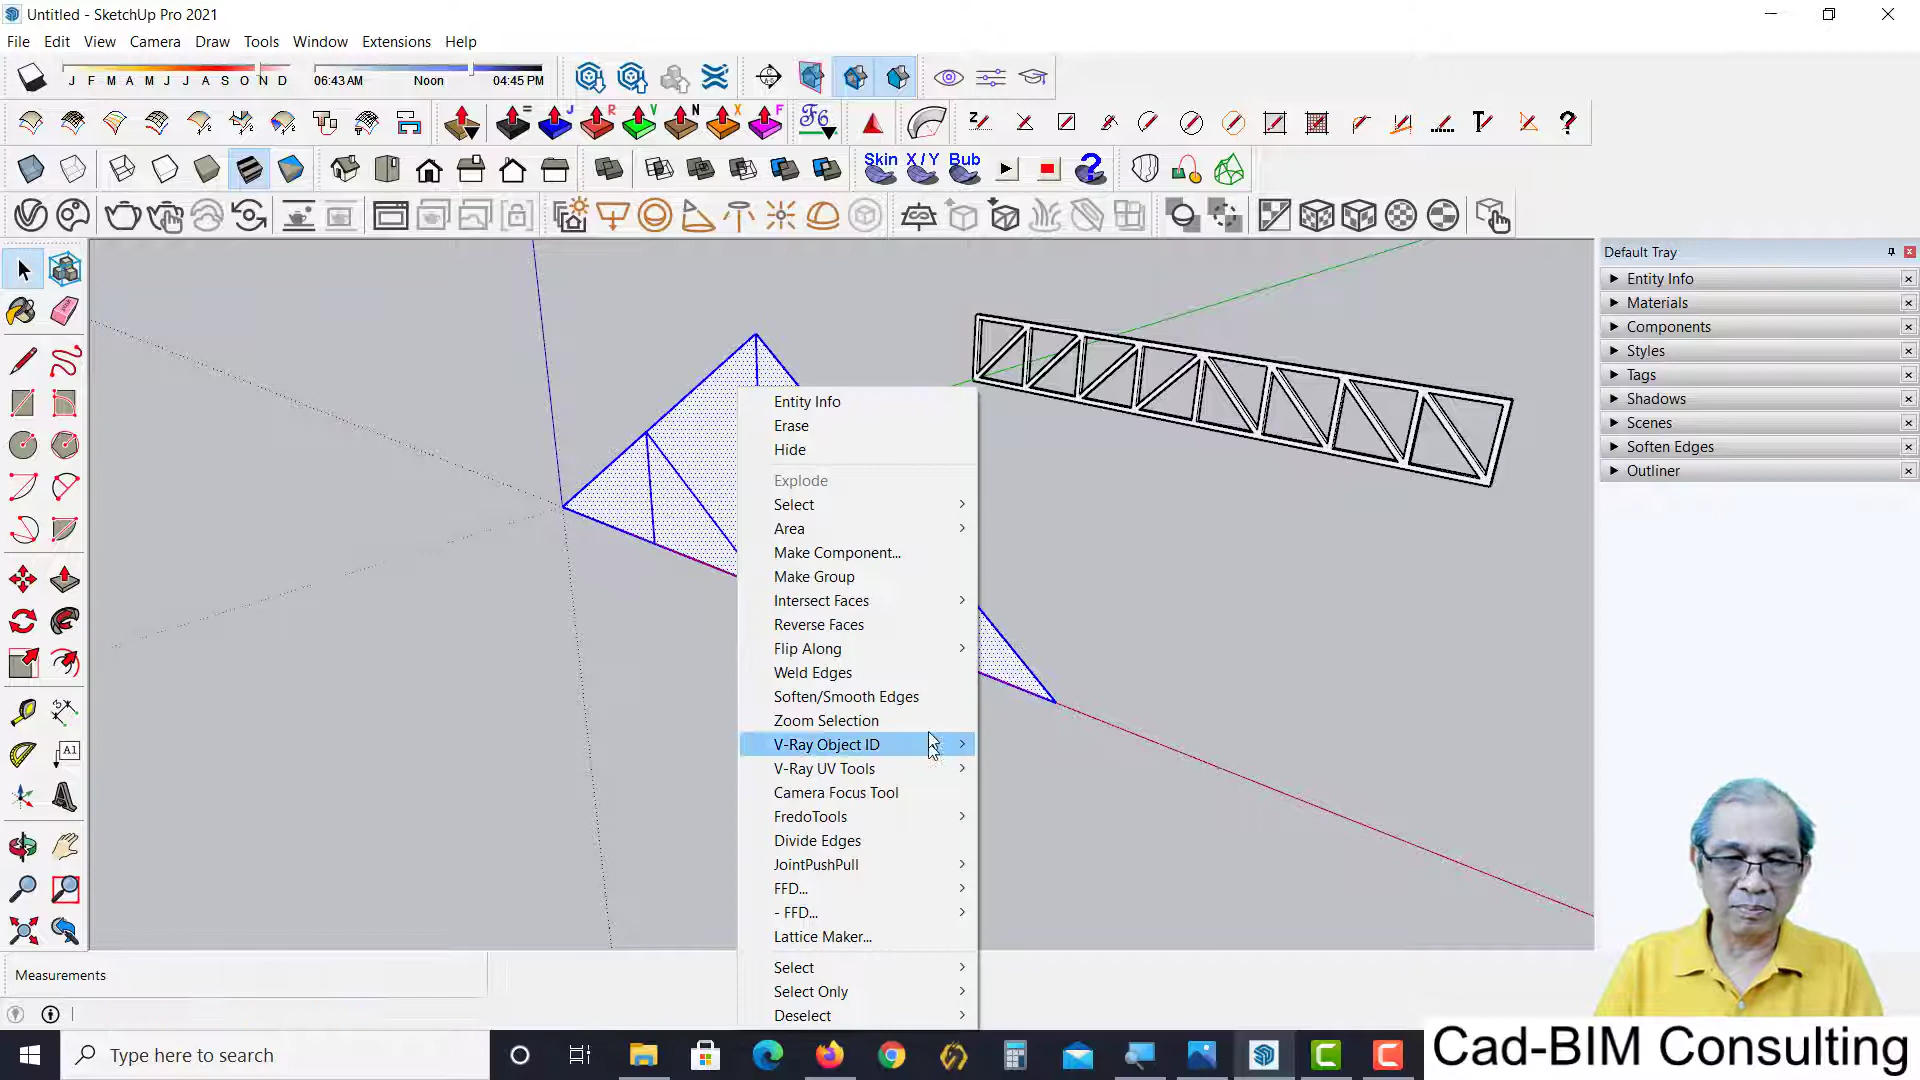 Untitled - SketchUp Pro 2021
File Edit View Camera Draw Tools Window Extensions Help
J F M A M J J A S O N D 06:43 AM Noon 04:45 PM
= J R V N X F F6 Z
Skin X/Y Bub
Default Tray
Entity Info
Materials
Components
Styles
Tags
Shadows
Scenes
Soften Edges
Outliner
Entity Info
Erase
Hide
Explode
Select
Area
Make Component...
Make Group
Intersect Faces
Reverse Faces
Flip Along
Weld Edges
Soften/Smooth Edges
Zoom Selection
V-Ray Object ID
V-Ray UV Tools
Camera Focus Tool
FredoTools
Divide Edges
JointPushPull
FFD...
- FFD...
Lattice Maker...
Select
Select Only
Deselect
A1
Measurements
Type here to search
Cad-BIM Consulting